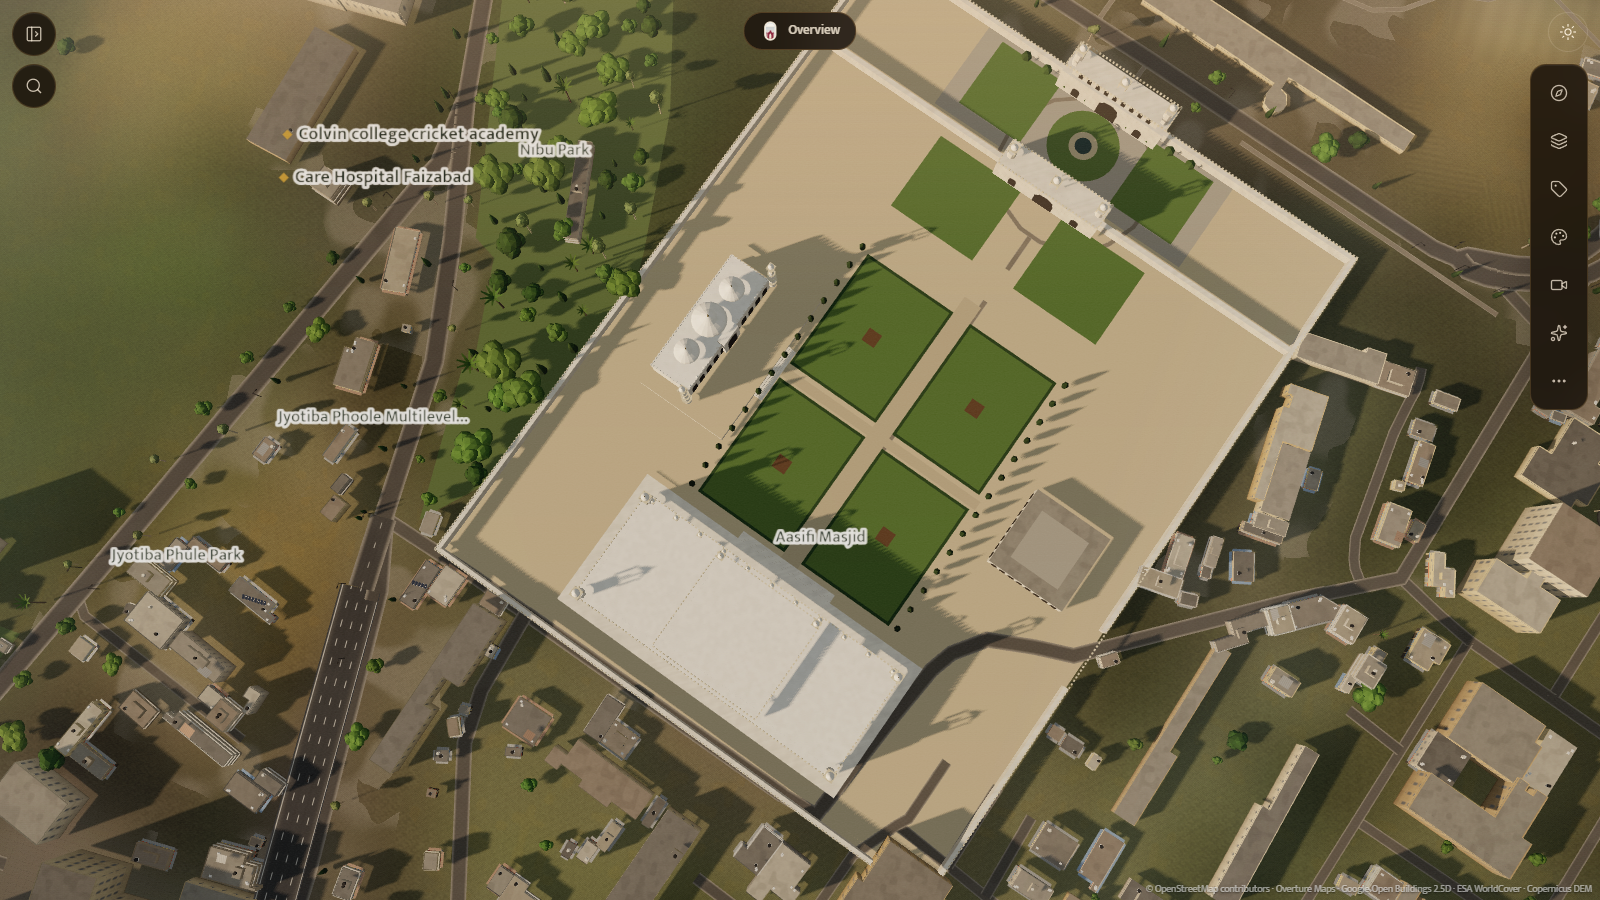 Overview
Colvin college cricket academy
Nibu Park
Care Hospital Faizabad
Jyotiba Phoole Multilevel...
Aasifi Masjid
Jyotiba Phule Park
© OpenStreetMap contributors · Overture Maps · Google Open Buildings 2.5D · ESA WorldCover · Copernicus DEM